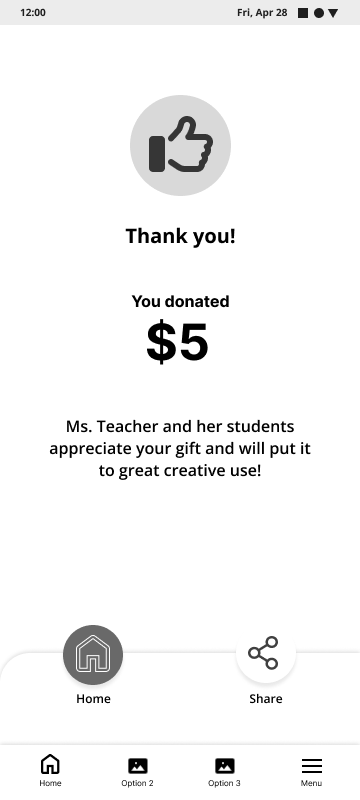 12:00 Fri, Apr 28
Thank you!
You donated
$5
Ms. Teacher and her students
appreciate your gift and will put it
to great creative use!
Home Share
Home Option 2 Option 3 Menu